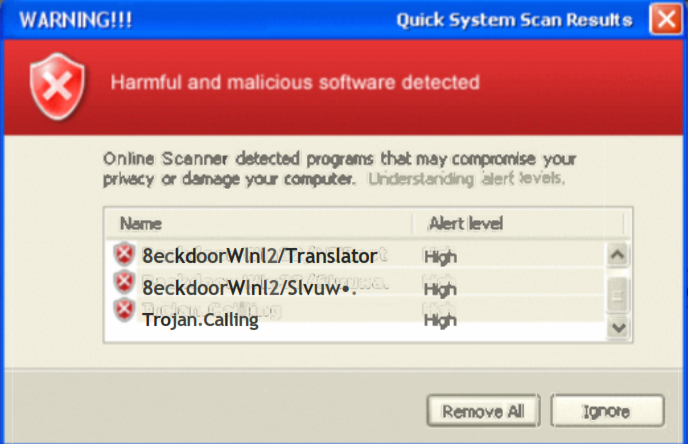 WARNING!!!
Quick System Scan Results
Harmful and malicious software detected
Online Scanner detected programs that may compromise your
privacy or damage your computer. Understanding alert levels.
Name Alert level
8eckdoorWlnl2/Translator High
8eckdoorWlnl2/Slvuw•. High
Trojan.Calling High
Remove All Ignore